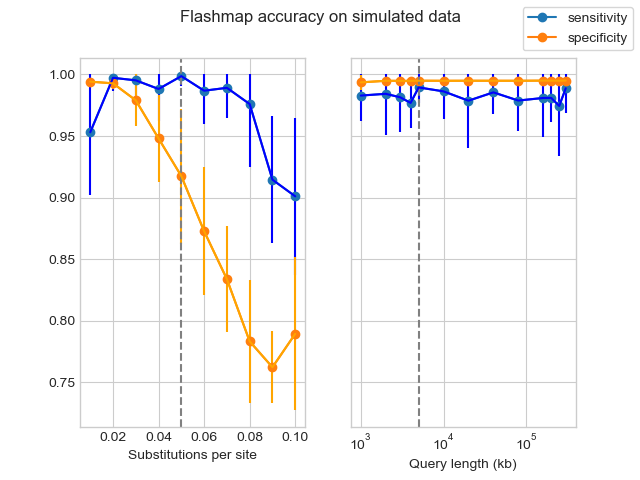 Flashmap accuracy on simulated data
sensitivity
specificity
1.00
0.95
0.90
0.85
0.80
0.75
0.02 0.04 0.06 0.08 0.10
Substitutions per site
10³ 10⁴ 10⁵
Query length (kb)